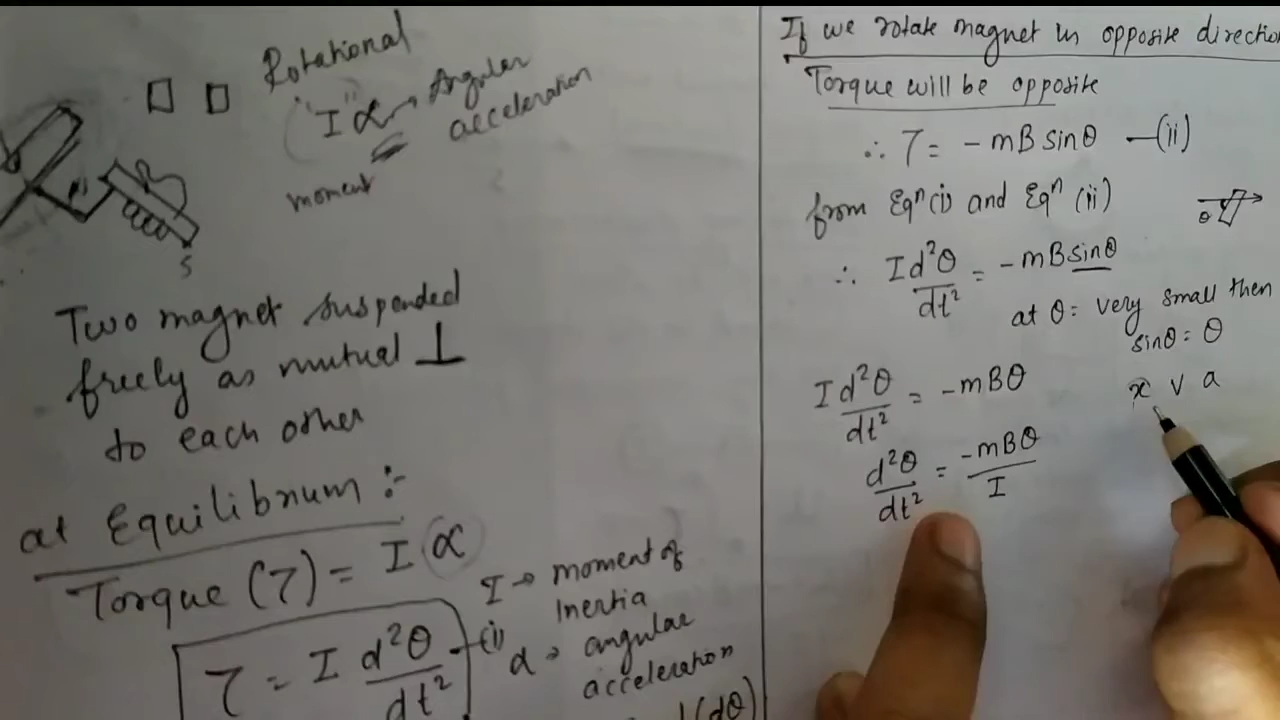 Rotational
"I α → Angular
acceleration
moment
S
Two magnet suspended
freely as mutual ⊥
to each other
at Equilibrium :-
Torque (τ) = I α
I → moment of
Inertia
τ = I d²θ/dt² —(i)
α → angular
acceleration
(dθ)
If we rotate magnet in opposite direction
Torque will be opposite
∴ τ = - mB sinθ —(ii)
from Eqⁿ(i) and Eqⁿ (ii)
θ
∴ I d²θ/dt² = - mB sinθ
at θ = very small then
sinθ = θ
I d²θ/dt² = - mBθ
x v a
d²θ/dt² = -mBθ/I